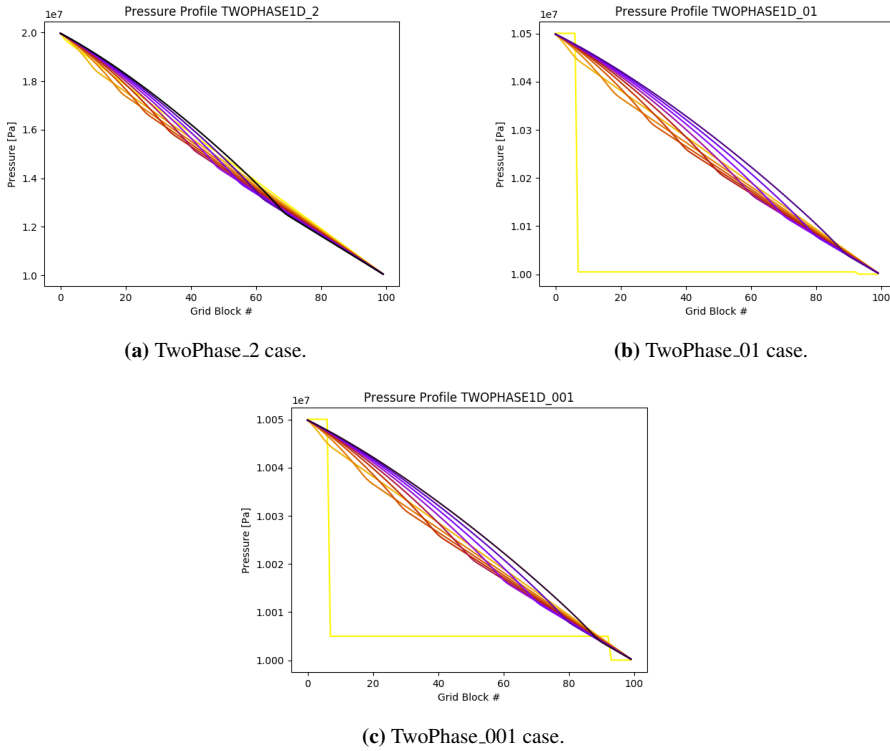 Pressure Profile TWOPHASE1D_2
1e7
2.0
1.8
1.6
1.4
1.2
1.0
Pressure [Pa]
0 20 40 60 80 100
Grid Block #
(a) TwoPhase_2 case.
Pressure Profile TWOPHASE1D_01
1e7
1.05
1.04
1.03
1.02
1.01
1.00
Pressure [Pa]
0 20 40 60 80 100
Grid Block #
(b) TwoPhase_01 case.
Pressure Profile TWOPHASE1D_001
1e7
1.005
1.004
1.003
1.002
1.001
1.000
Pressure [Pa]
0 20 40 60 80 100
Grid Block #
(c) TwoPhase_001 case.